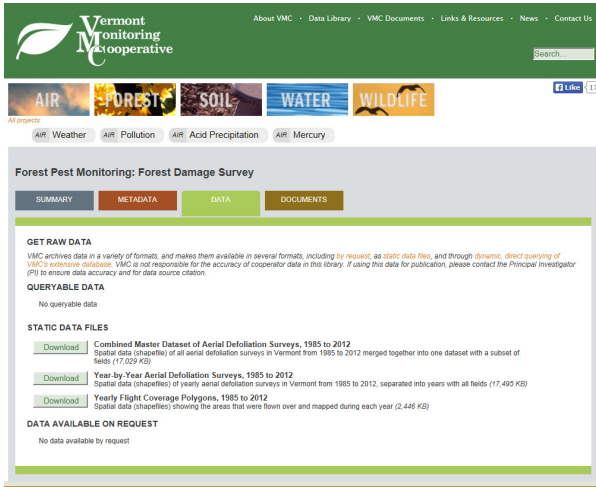 Vermont
Monitoring
Cooperative
About VMC · Data Library · VMC Documents · Links & Resources · News · Contact Us
Search...
AIR FOREST SOIL WATER WILDLIFE
Like 17
All projects
AIR Weather AIR Pollution AIR Acid Precipitation AIR Mercury
Forest Pest Monitoring: Forest Damage Survey
SUMMARY METADATA DATA DOCUMENTS
GET RAW DATA
VMC archives data in a variety of formats, and makes them available in several formats, including by request, as static data files, and through dynamic, direct querying of
VMC's extensive database. VMC is not responsible for the accuracy of cooperator data in this library. If using this data for publication, please contact the Principal Investigator
(PI) to ensure data accuracy and for data source citation.
QUERYABLE DATA
No queryable data
STATIC DATA FILES
Download Combined Master Dataset of Aerial Defoliation Surveys, 1985 to 2012
Spatial data (shapefile) of all aerial defoliation surveys in Vermont from 1985 to 2012 merged together into one dataset with a subset of
fields (17,029 KB)
Download Year-by-Year Aerial Defoliation Surveys, 1985 to 2012
Spatial data (shapefiles) of yearly aerial defoliation surveys in Vermont from 1985 to 2012, separated into years with all fields (17,495 KB)
Download Yearly Flight Coverage Polygons, 1985 to 2012
Spatial data (shapefiles) showing the areas that were flown over and mapped during each year (2,446 KB)
DATA AVAILABLE ON REQUEST
No data available by request